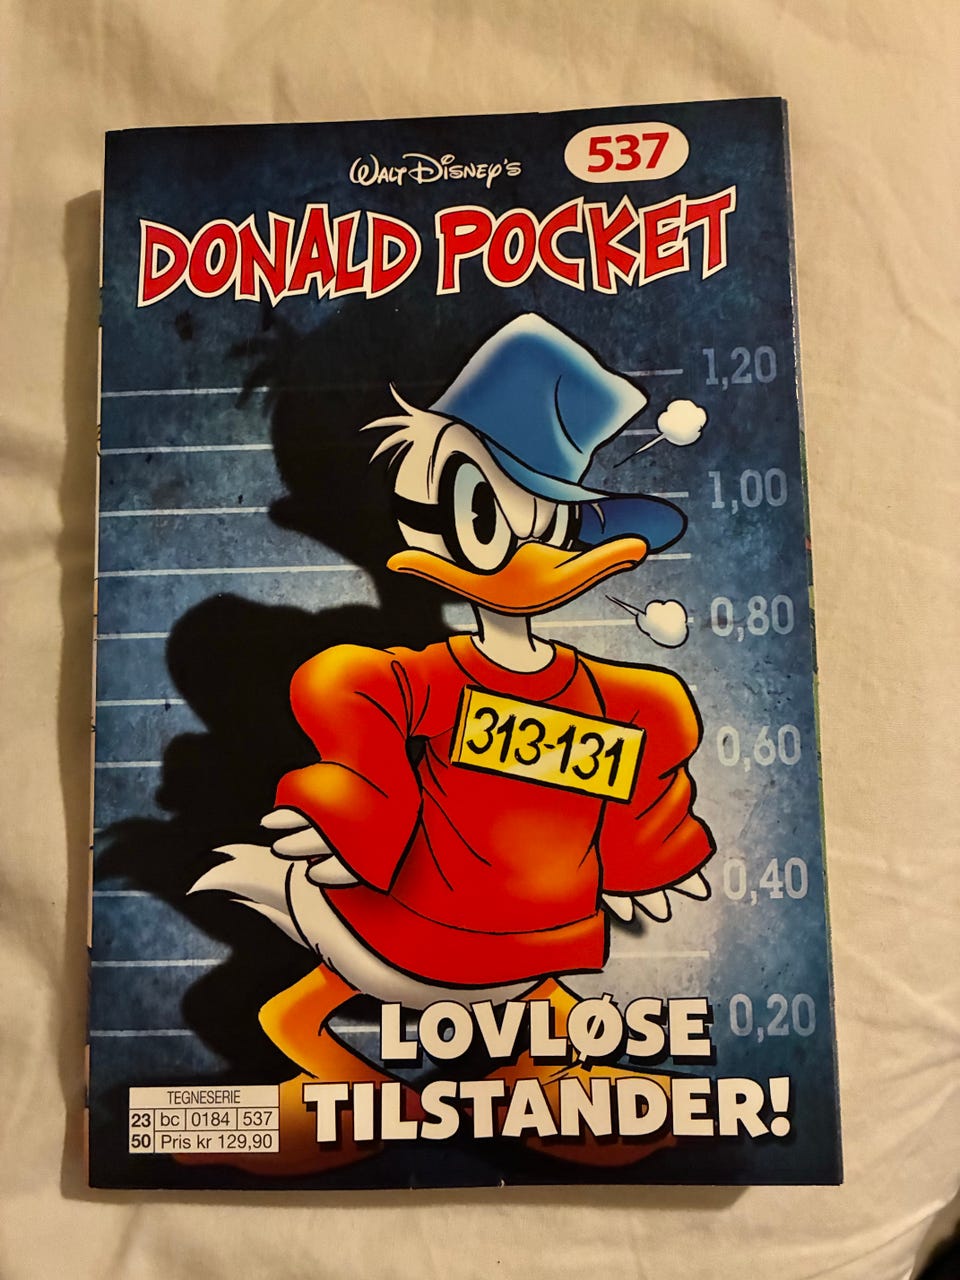 WALT DISNEY'S
537
DONALD POCKET
1,20
1,00
0,80
313-131
0,60
0,40
0,20
LOVLØSE
TILSTANDER!
TEGNESERIE
23 bc 0184 537
50 Pris kr 129,90